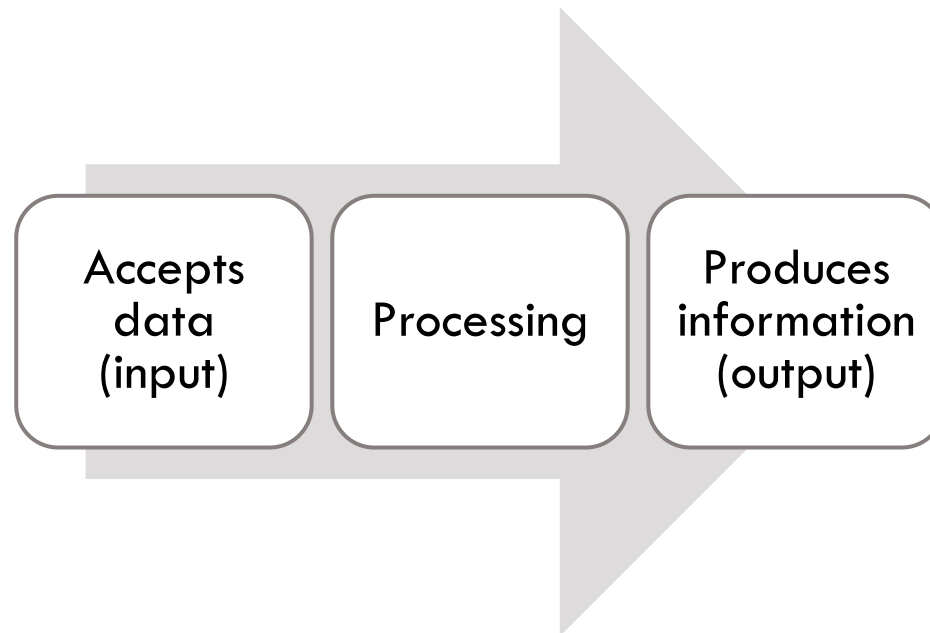 Accepts
data
(input)
Processing
Produces
information
(output)